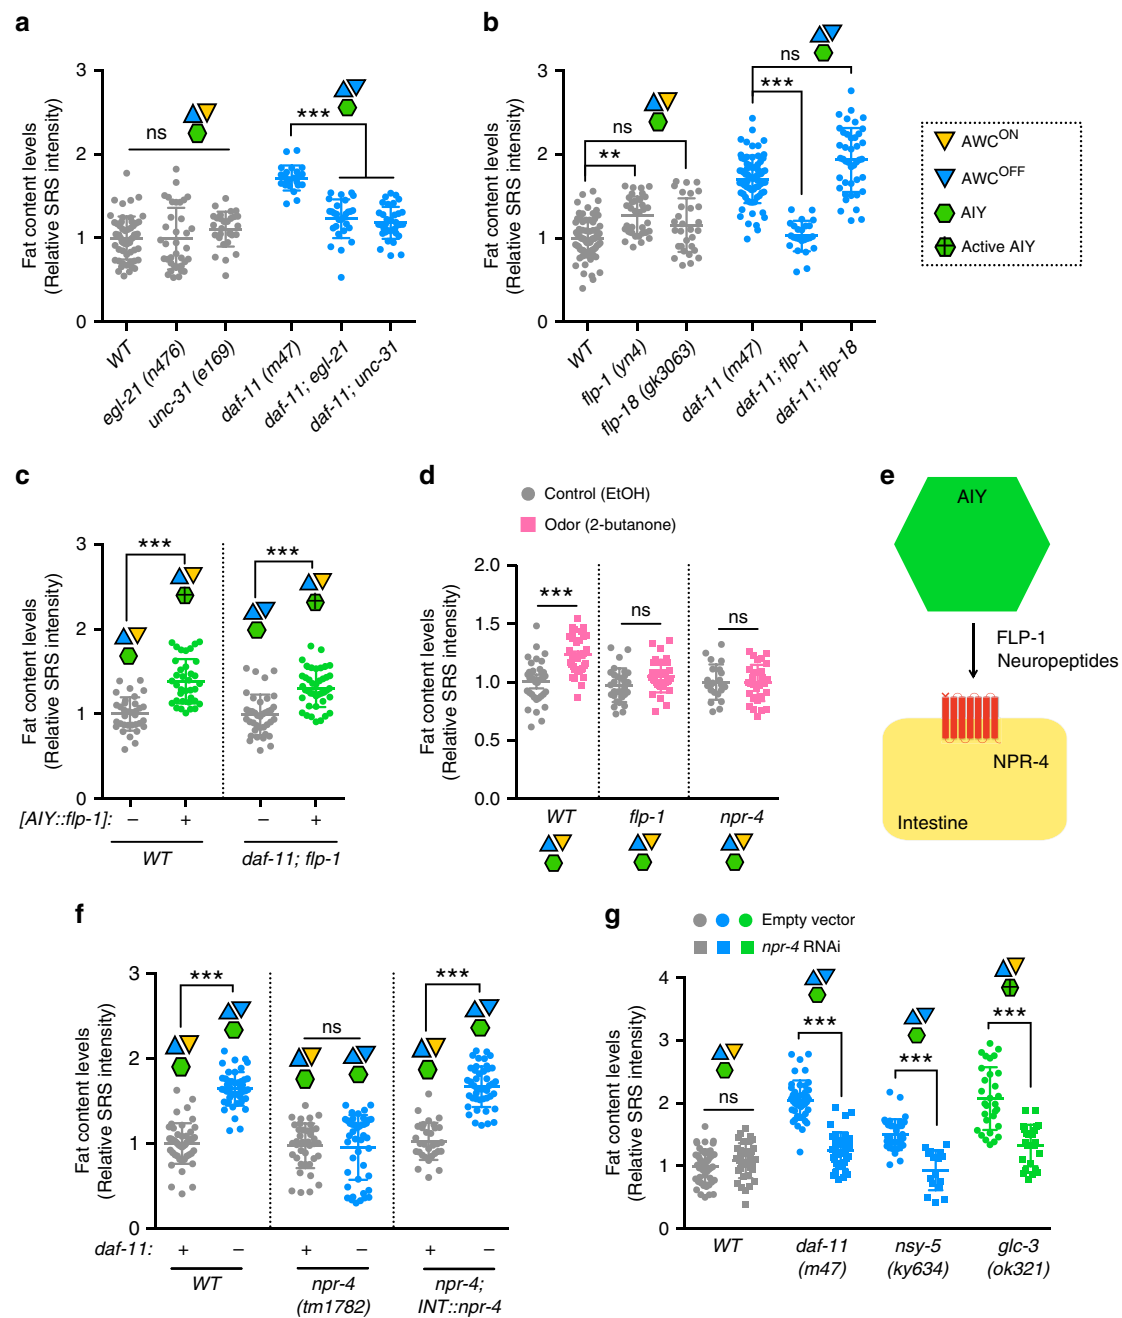 a
Fat content levels
(Relative SRS intensity)
3
2
1
0
ns
***
WT
egl-21 (n476)
unc-31 (e169)
daf-11 (m47)
daf-11; egl-21
daf-11; unc-31
b
Fat content levels
(Relative SRS intensity)
3
2
1
0
ns
**
ns
***
WT
flp-1 (yn4)
flp-18 (gk3063)
daf-11 (m47)
daf-11; flp-1
daf-11; flp-18
AWC^ON
AWC^OFF
AIY
Active AIY
c
Fat content levels
(Relative SRS intensity)
3
2
1
0
***
***
[AIY::flp-1]: – + – +
WT
daf-11; flp-1
d
Control (EtOH)
Odor (2-butanone)
Fat content levels
(Relative SRS intensity)
2.0
1.5
1.0
0.5
0.0
***
ns
ns
WT
flp-1
npr-4
e
AIY
FLP-1
Neuropeptides
NPR-4
Intestine
f
Fat content levels
(Relative SRS intensity)
3
2
1
0
***
ns
***
daf-11: + – + – + –
WT
npr-4
(tm1782)
npr-4;
INT::npr-4
g
Empty vector
npr-4 RNAi
Fat content levels
(Relative SRS intensity)
4
3
2
1
0
ns
***
***
***
WT
daf-11
(m47)
nsy-5
(ky634)
glc-3
(ok321)